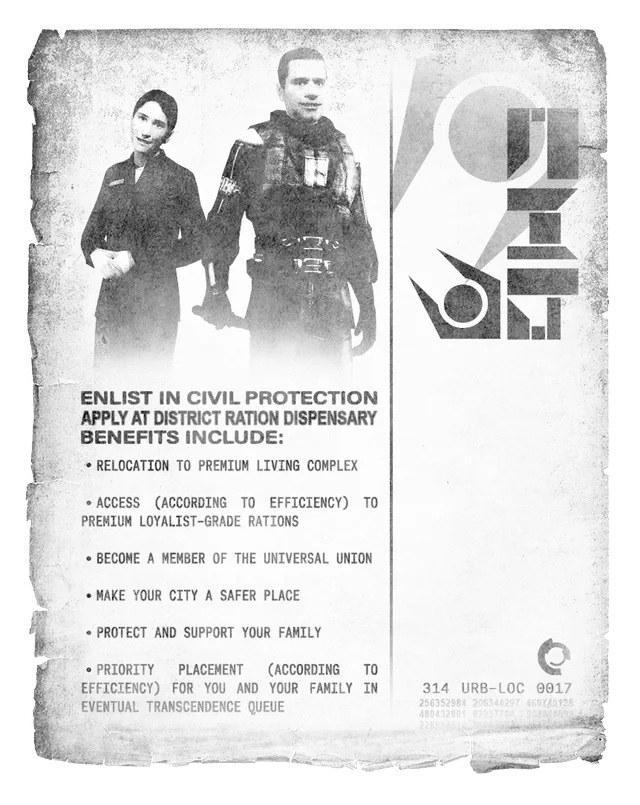 ENLIST IN CIVIL PROTECTION
APPLY AT DISTRICT RATION DISPENSARY
BENEFITS INCLUDE:
• RELOCATION TO PREMIUM LIVING COMPLEX
• ACCESS (ACCORDING TO EFFICIENCY) TO
PREMIUM LOYALIST-GRADE RATIONS
• BECOME A MEMBER OF THE UNIVERSAL UNION
• MAKE YOUR CITY A SAFER PLACE
• PROTECT AND SUPPORT YOUR FAMILY
• PRIORITY PLACEMENT (ACCORDING TO
EFFICIENCY) FOR YOU AND YOUR FAMILY IN
EVENTUAL TRANSCENDENCE QUEUE
314 URB-LOC 0017
256352984 206344297